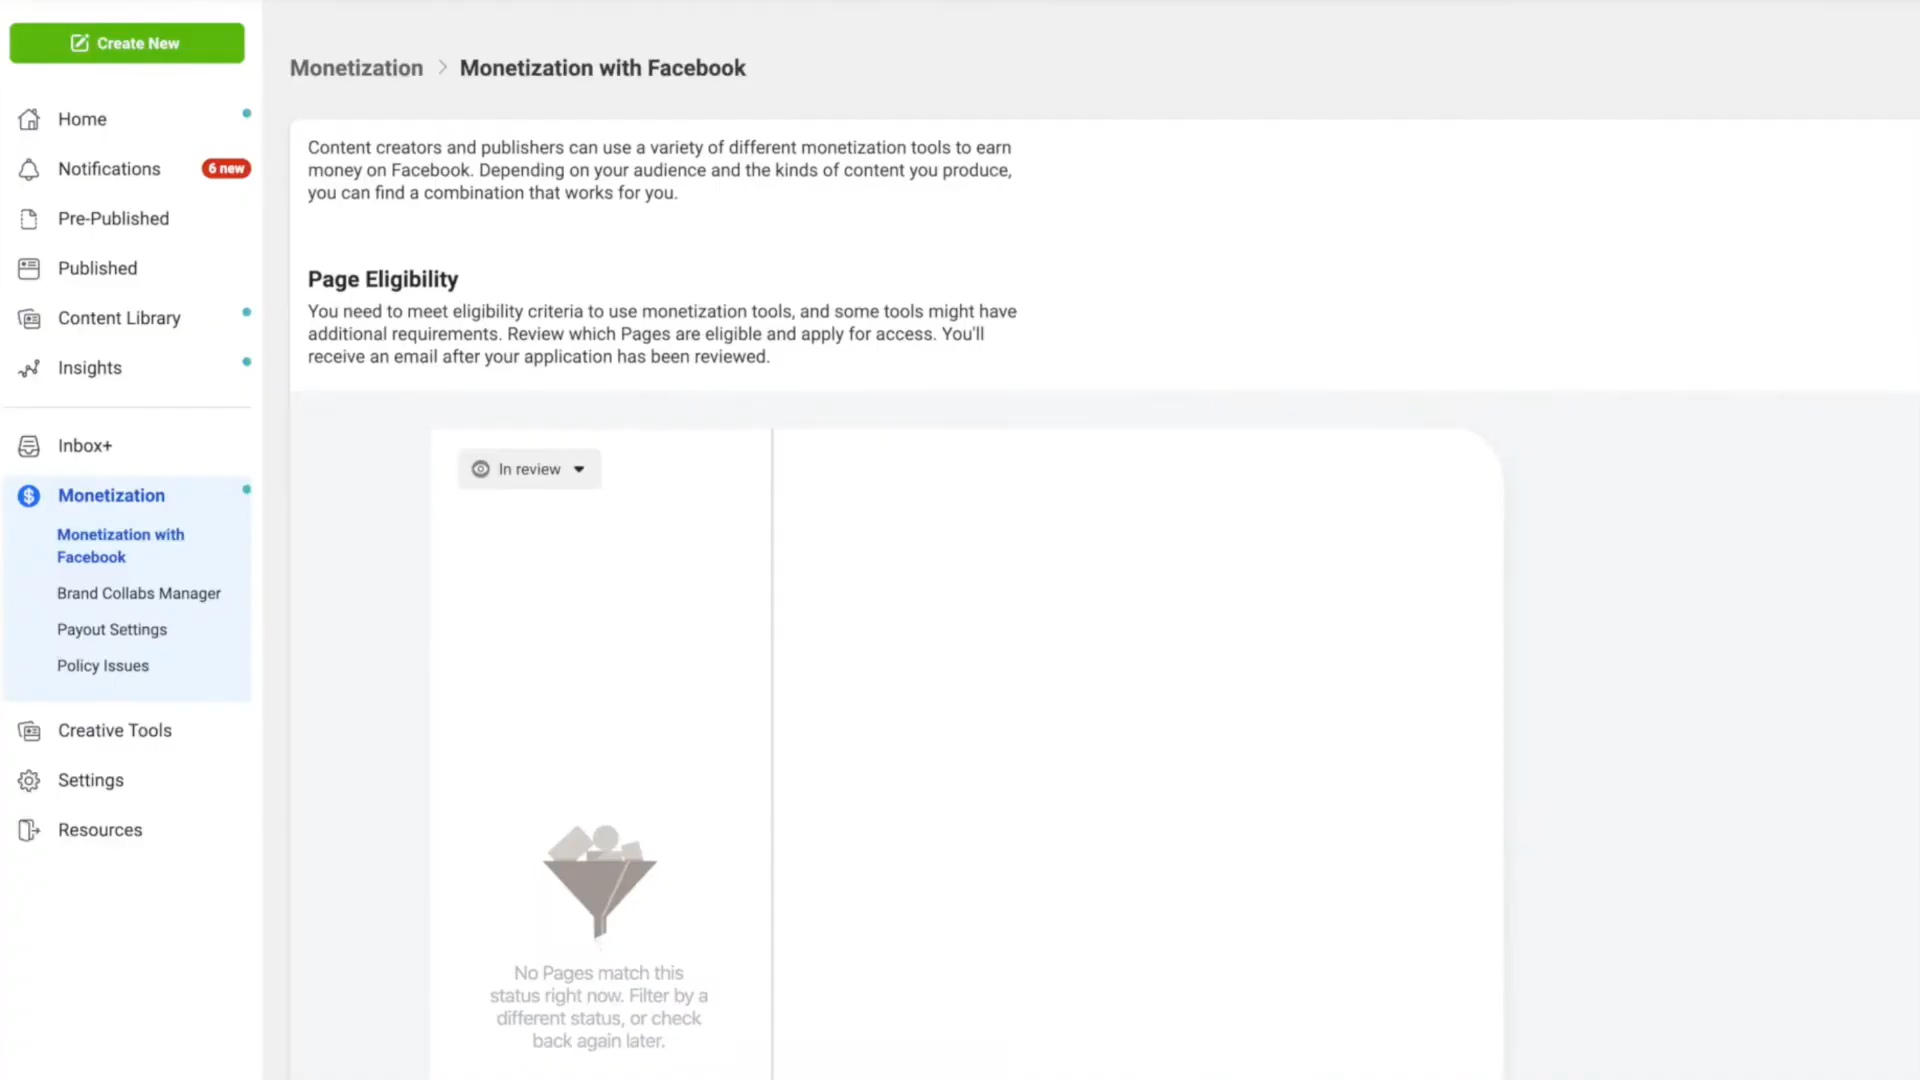 Create New
Monetization > Monetization with Facebook
Home
Notifications 6 new
Pre-Published
Published
Content Library
Insights
Inbox+
Monetization
Monetization with
Facebook
Brand Collabs Manager
Payout Settings
Policy Issues
Creative Tools
Settings
Resources
Content creators and publishers can use a variety of different monetization tools to earn
money on Facebook. Depending on your audience and the kinds of content you produce,
you can find a combination that works for you.
Page Eligibility
You need to meet eligibility criteria to use monetization tools, and some tools might have
additional requirements. Review which Pages are eligible and apply for access. You'll
receive an email after your application has been reviewed.
In review
No Pages match this
status right now. Filter by a
different status, or check
back again later.